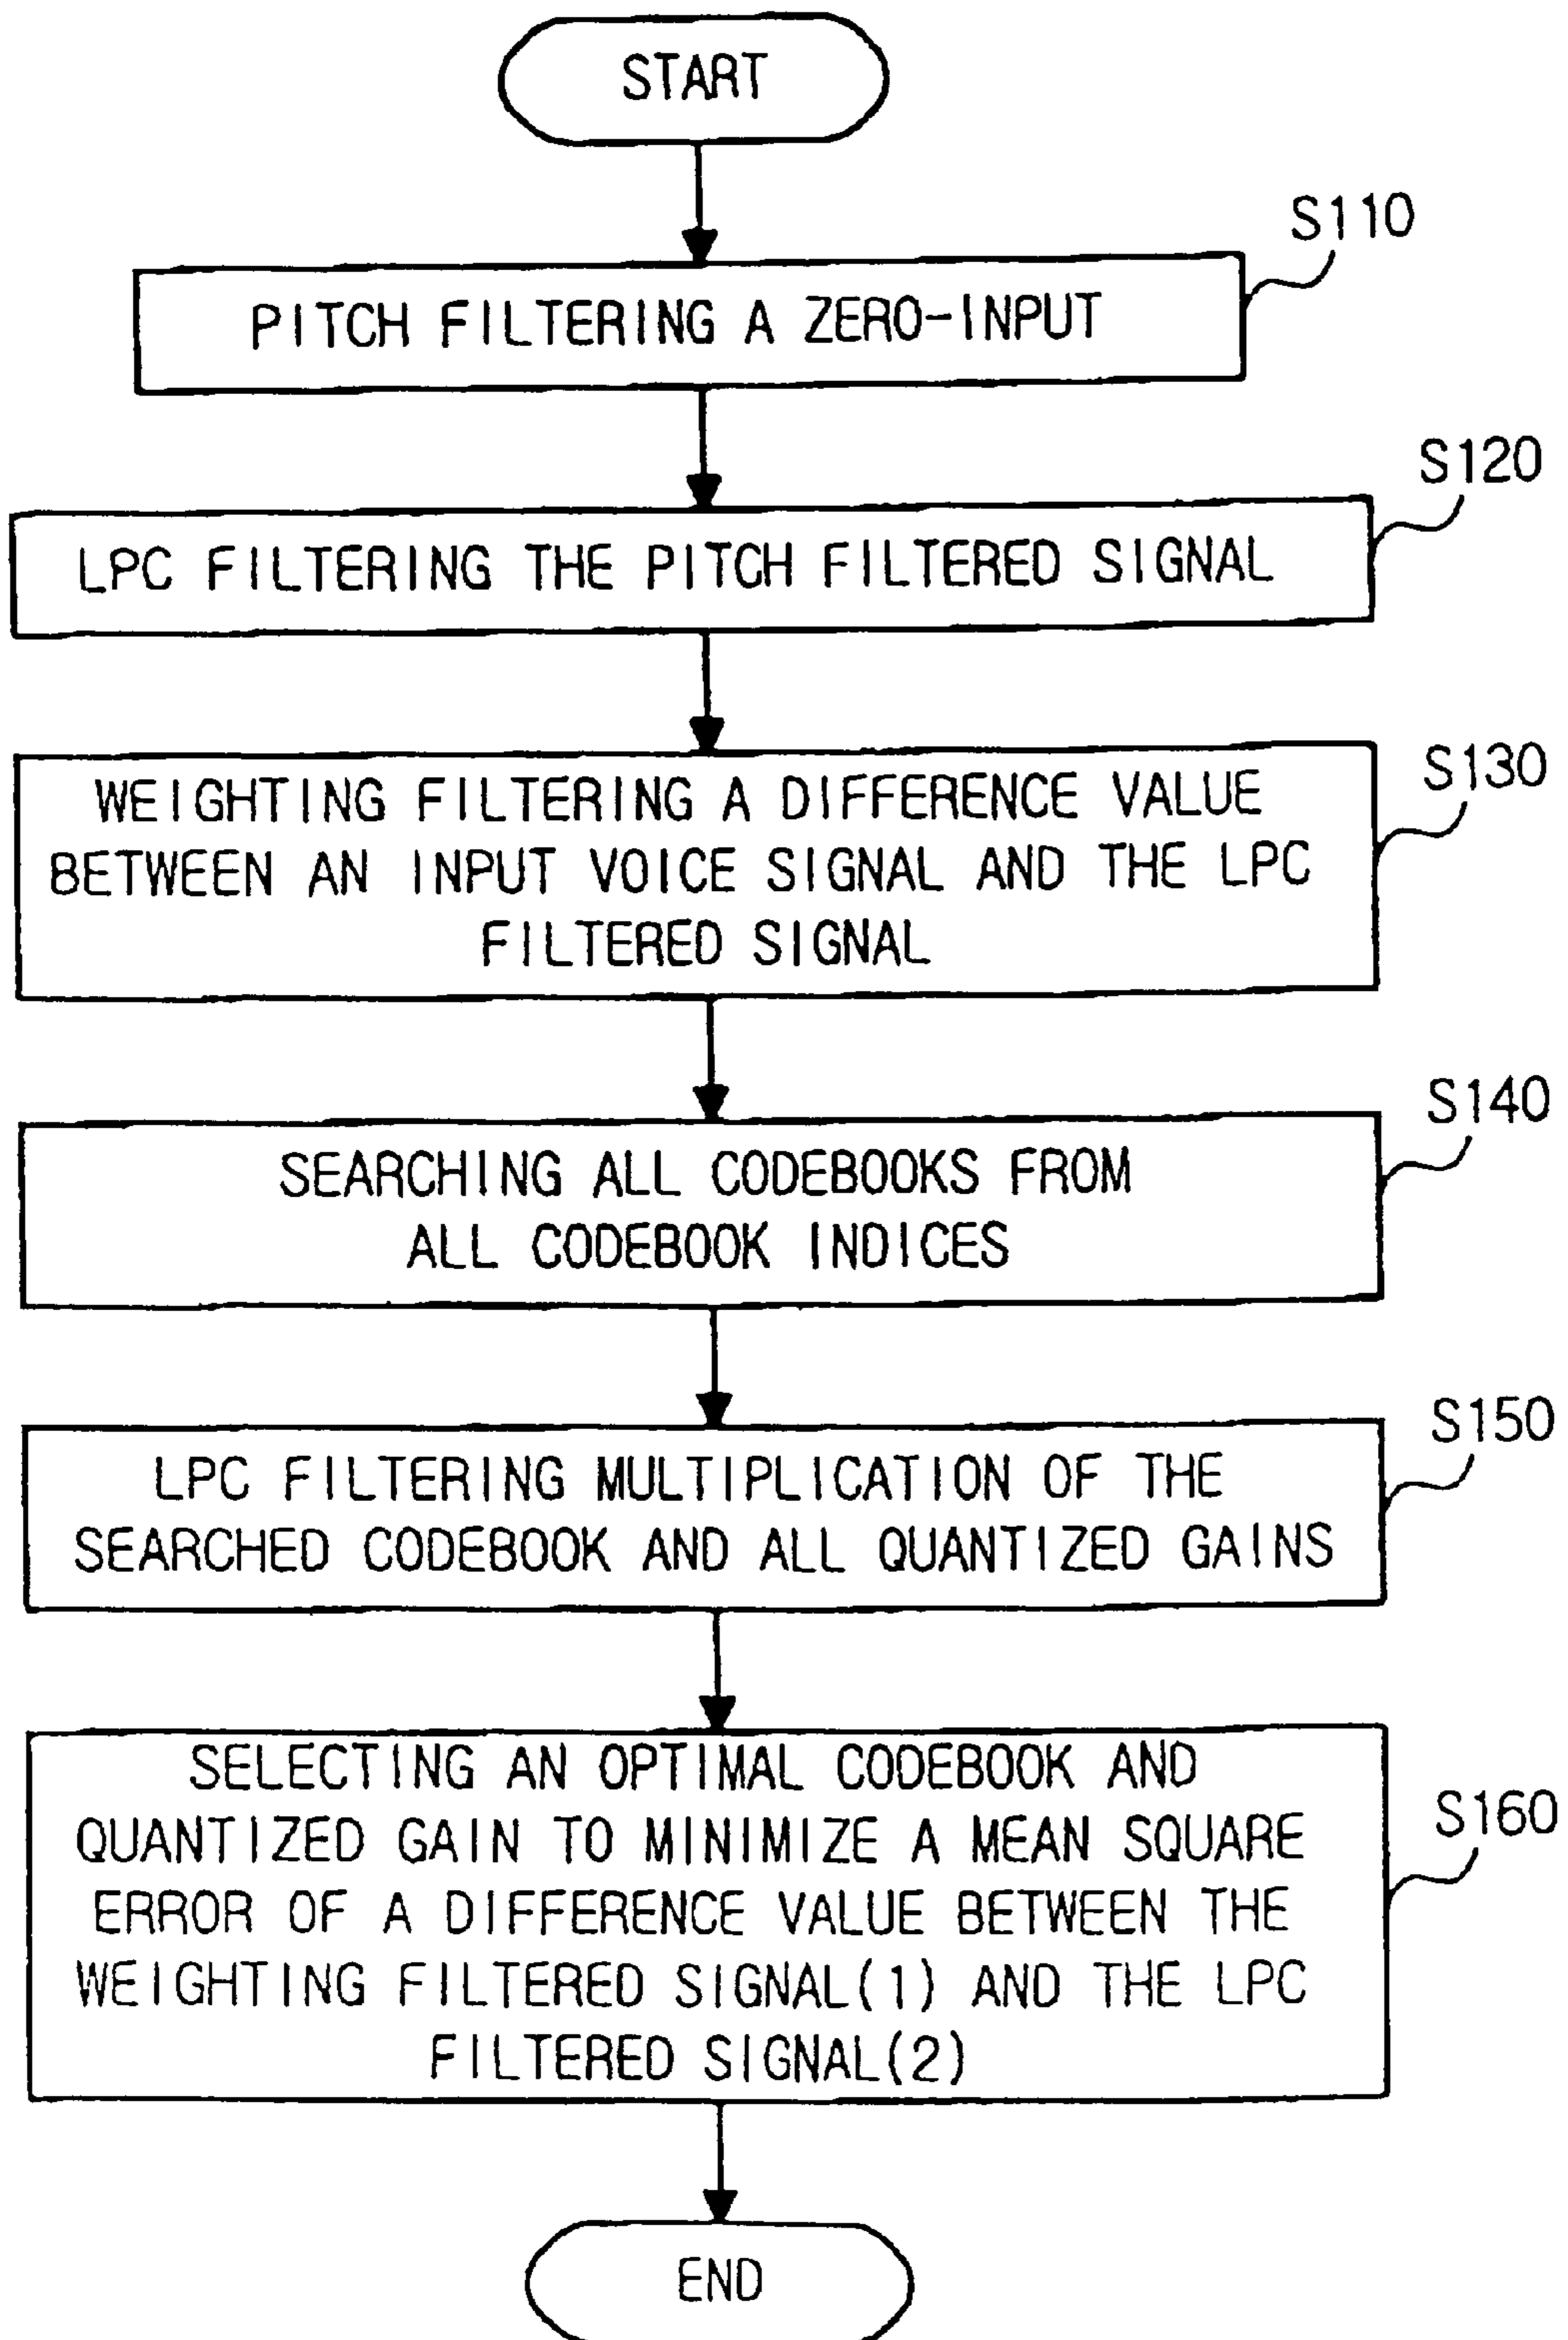 START
S110
PITCH FILTERING A ZERO-INPUT
S120
LPC FILTERING THE PITCH FILTERED SIGNAL
S130
WEIGHTING FILTERING A DIFFERENCE VALUE
BETWEEN AN INPUT VOICE SIGNAL AND THE LPC
FILTERED SIGNAL
S140
SEARCHING ALL CODEBOOKS FROM
ALL CODEBOOK INDICES
S150
LPC FILTERING MULTIPLICATION OF THE
SEARCHED CODEBOOK AND ALL QUANTIZED GAINS
S160
SELECTING AN OPTIMAL CODEBOOK AND
QUANTIZED GAIN TO MINIMIZE A MEAN SQUARE
ERROR OF A DIFFERENCE VALUE BETWEEN THE
WEIGHTING FILTERED SIGNAL(1) AND THE LPC
FILTERED SIGNAL(2)
END